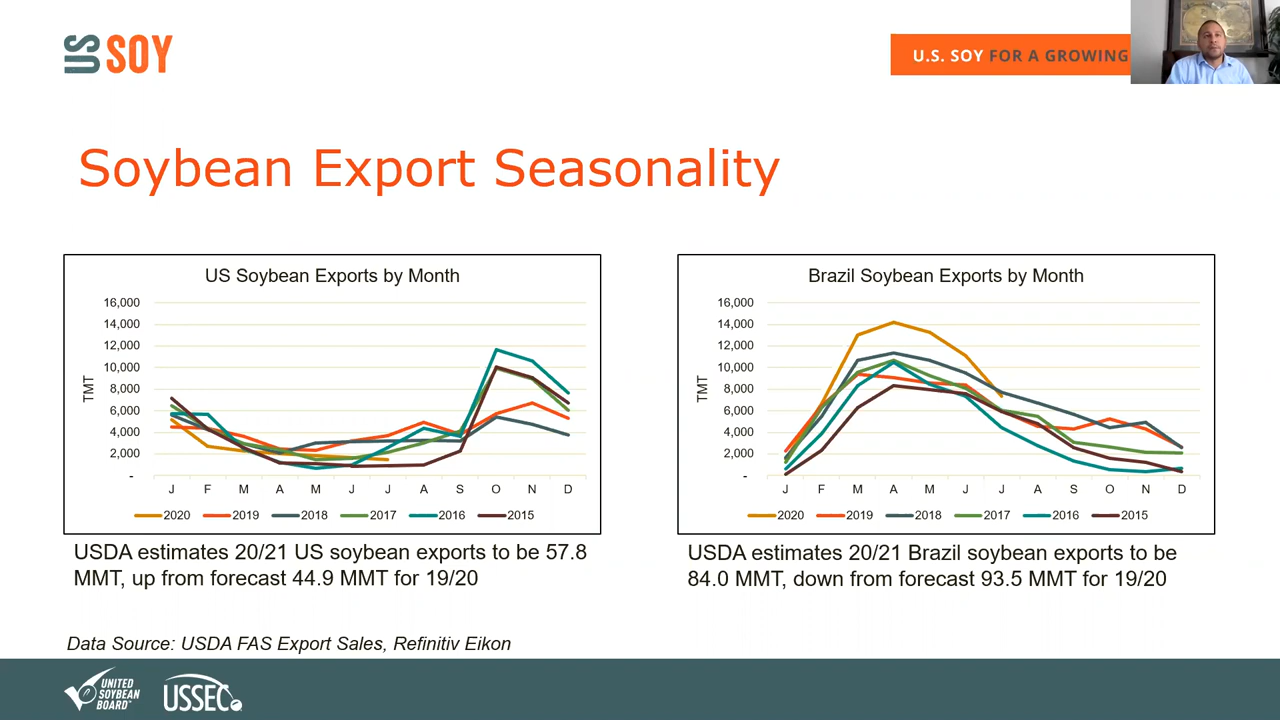 US SOY
U.S. SOY FOR A GROWING
Soybean Export Seasonality
US Soybean Exports by Month
TMT
16,000
14,000
12,000
10,000
8,000
6,000
4,000
2,000
-
J F M A M J J A S O N D
2020 2019 2018 2017 2016 2015
USDA estimates 20/21 US soybean exports to be 57.8
MMT, up from forecast 44.9 MMT for 19/20
Brazil Soybean Exports by Month
TMT
16,000
14,000
12,000
10,000
8,000
6,000
4,000
2,000
-
J F M A M J J A S O N D
2020 2019 2018 2017 2016 2015
USDA estimates 20/21 Brazil soybean exports to be
84.0 MMT, down from forecast 93.5 MMT for 19/20
Data Source: USDA FAS Export Sales, Refinitiv Eikon
UNITED
SOYBEAN
BOARD™
USSEC